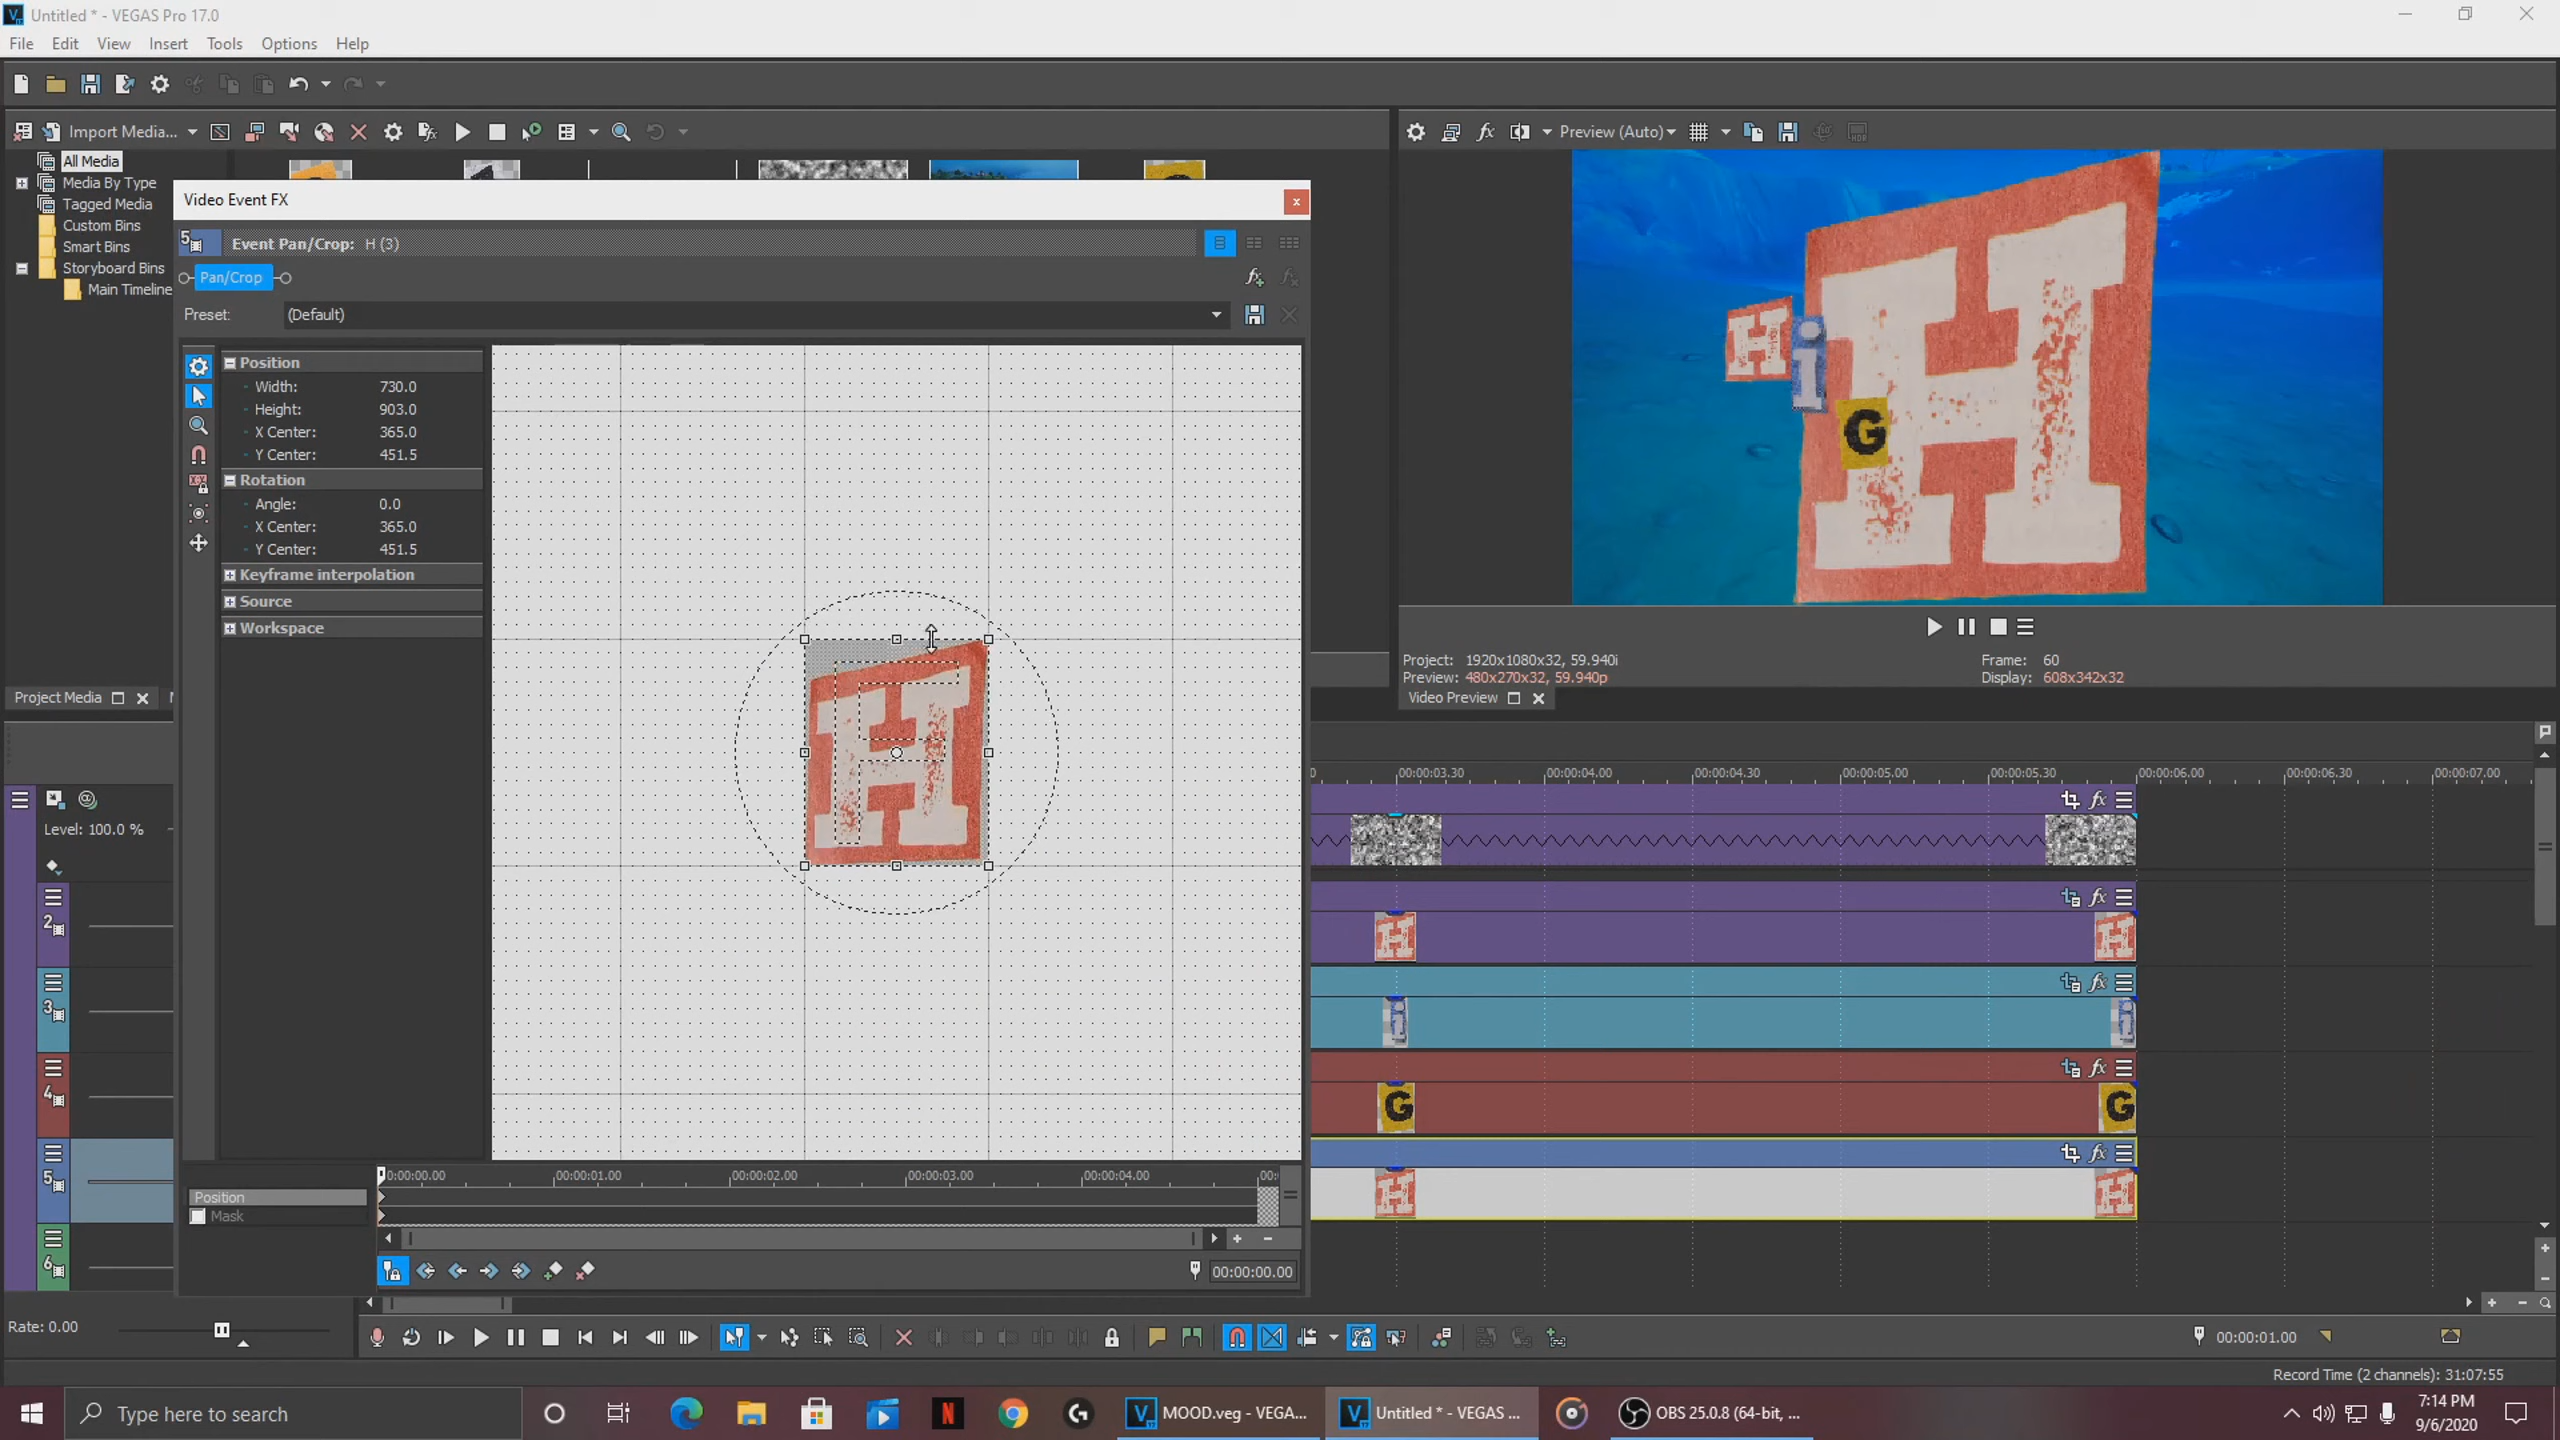 Untitled * - VEGAS Pro 17.0
File Edit View Insert Tools Options Help
Import Media...
Preview (Auto)
All Media
Media By Type
Tagged Media
Custom Bins
Smart Bins
Storyboard Bins
Main Timeline
Video Event FX
Event Pan/Crop: H (3)
Pan/Crop
Preset: (Default)
Position
Width: 730.0
Height: 903.0
X Center: 365.0
Y Center: 451.5
Rotation
Angle: 0.0
X Center: 365.0
Y Center: 451.5
Keyframe interpolation
Source
Workspace
H
H
i
G
H
Project: 1920x1080x32, 59.940i
Frame: 60
Preview: 480x270x32, 59.940p
Display: 608x342x32
Video Preview
Project Media
00:00:03.30 00:00:04.00 00:00:04.30 00:00:05.00 00:00:05.30 00:00:06.00 00:00:06.30 00:00:07.00
Level: 100.0 %
2
H H
3
i i
4
G G
5
H H
6
0:00:00.00 00:00:01.00 00:00:02.00 00:00:03.00 00:00:04.00 00:
Position
Mask
00:00:00.00
Rate: 0.00
00:00:01.00
Record Time (2 channels): 31:07:55
Type here to search
MOOD.veg - VEGA...
Untitled * - VEGAS ...
OBS 25.0.8 (64-bit, ...
7:14 PM
9/6/2020